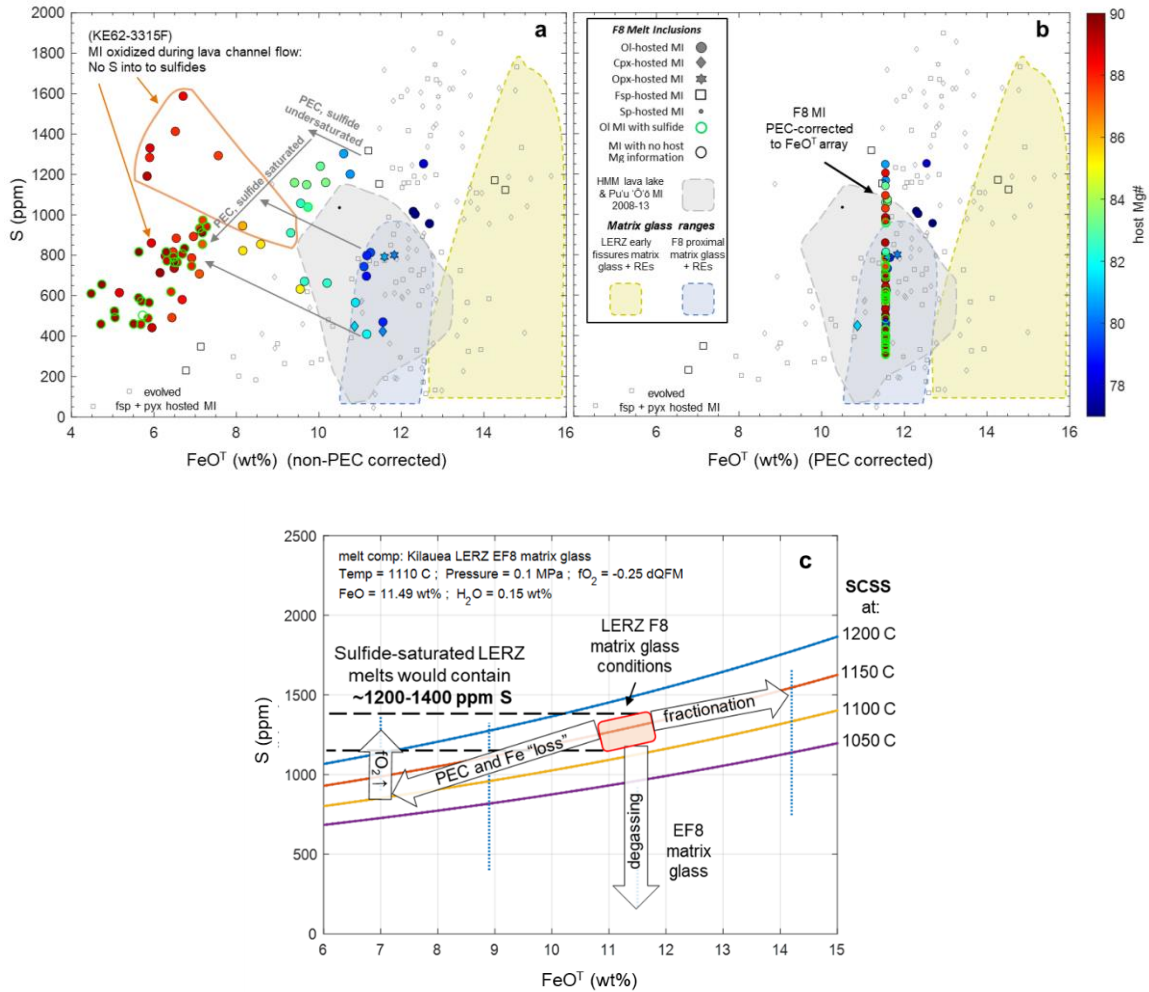 (KE62-3315F)
MI oxidized during lava channel flow:
No S into to sulfides
a
PEC, sulfide
undersaturated
PEC, sulfide saturated
HMM lava lake
& Pu'u 'Ō'ō MI
2008-13
evolved
fsp + pyx hosted MI
S (ppm)
2000
1800
1600
1400
1200
1000
800
600
400
200
0
4
6
8
10
12
14
16
FeOᵀ (wt%) (non-PEC corrected)
b
F8 Melt Inclusions
Ol-hosted MI
Cpx-hosted MI
Opx-hosted MI
Fsp-hosted MI
Sp-hosted MI
Ol MI with sulfide
MI with no host
Mg information
HMM lava lake
& Pu'u 'Ō'ō MI
2008-13
Matrix glass ranges
LERZ early
fissures matrix
glass + REs
F8 proximal
matrix glass
+ REs
F8 MI
PEC-corrected
to FeOᵀ array
evolved
fsp + pyx hosted MI
4
6
8
10
12
14
16
FeOᵀ (wt%) (PEC corrected)
90
88
86
84
82
80
78
host Mg#
c
melt comp: Kilauea LERZ EF8 matrix glass
Temp = 1110 C ; Pressure = 0.1 MPa ; fO₂ = -0.25 dQFM
FeO = 11.49 wt% ; H₂O = 0.15 wt%
SCSS
at:
1200 C
1150 C
1100 C
1050 C
LERZ F8
matrix glass
conditions
Sulfide-saturated LERZ
melts would contain
~1200-1400 ppm S
fractionation
PEC and Fe "loss"
fO₂ ↑
degassing
EF8
matrix
glass
S (ppm)
2500
2000
1500
1000
500
0
6
7
8
9
10
11
12
13
14
15
FeOᵀ (wt%)